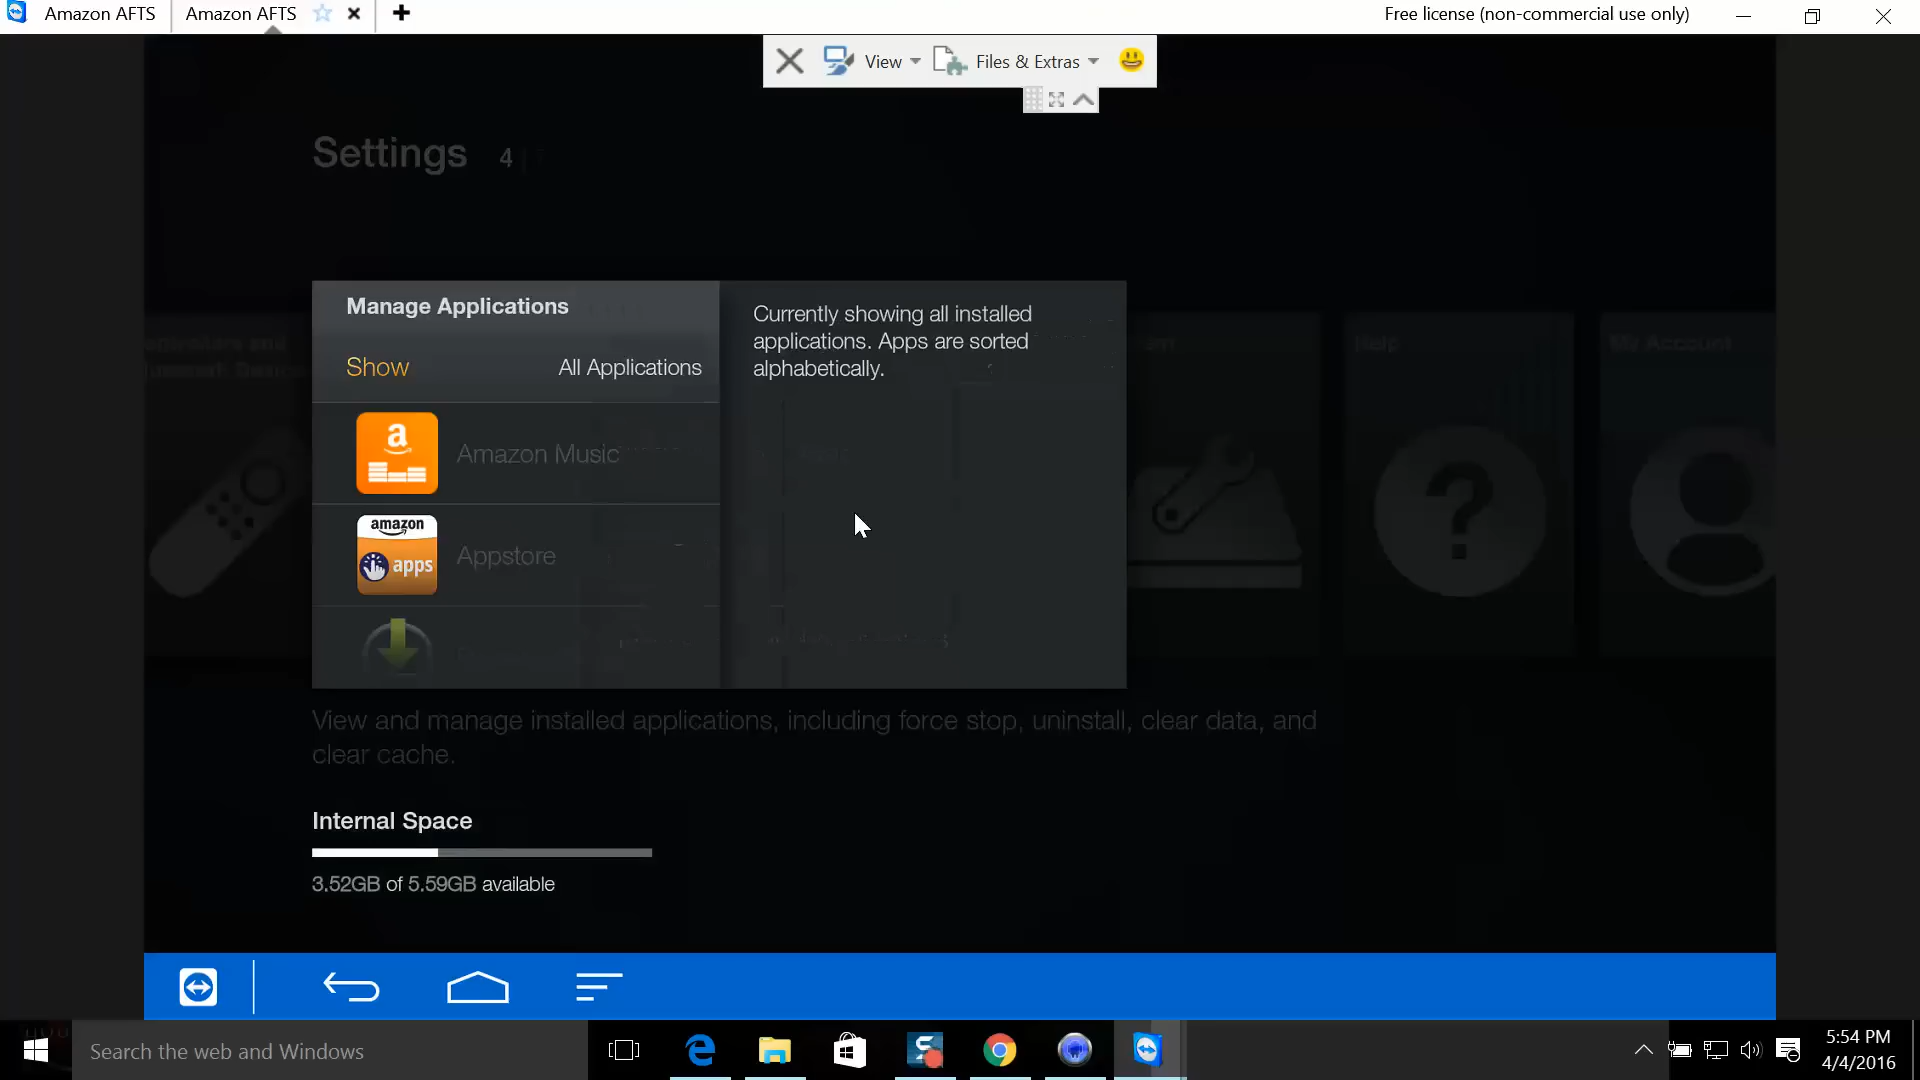 Amazon AFTS
Amazon AFTS
Free license (non-commercial use only)
View
Files & Extras
Settings 4
Manage Applications
Show All Applications
a
Amazon Music
amazon
apps
Appstore
Currently showing all installed
applications. Apps are sorted
alphabetically.
Help
My Account
View and manage installed applications, including force stop, uninstall, clear data, and
clear cache.
Internal Space
3.52GB of 5.59GB available
Search the web and Windows
5:54 PM
4/4/2016